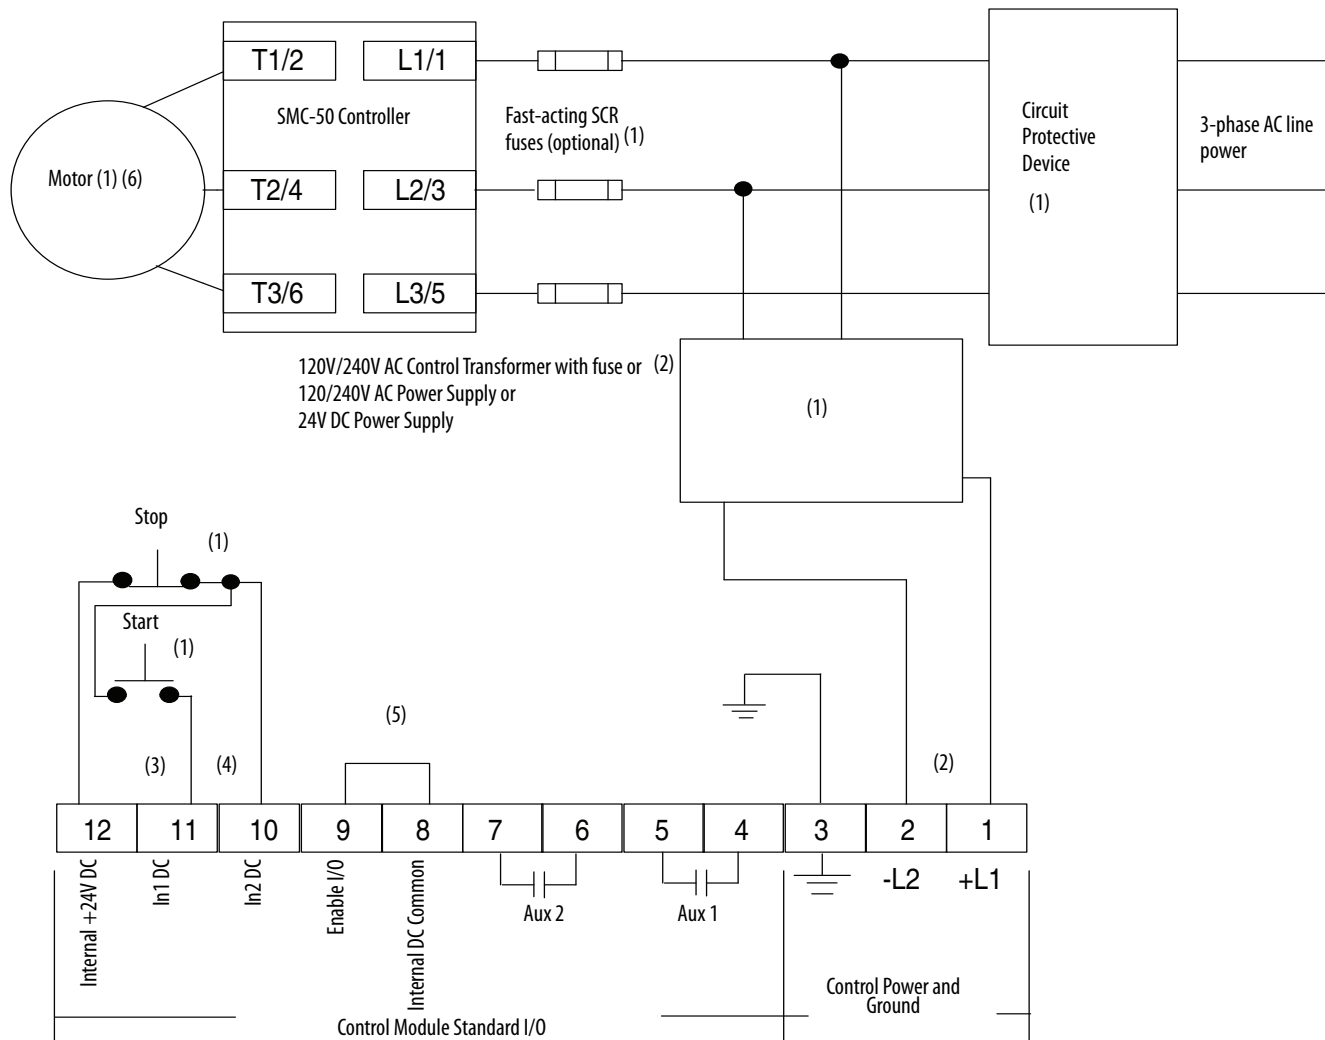 T1/2
L1/1
SMC-50 Controller
Fast-acting SCR
fuses (optional) (1)
Circuit
Protective
Device
(1)
3-phase AC line
power
Motor (1) (6)
T2/4
L2/3
T3/6
L3/5
120V/240V AC Control Transformer with fuse or (2)
120/240V AC Power Supply or
24V DC Power Supply
(1)
Stop
(1)
Start
(1)
(5)
(3)
(4)
(2)
12
11
10
9
8
7
6
5
4
3
2
1
Internal +24V DC
In1 DC
In2 DC
Enable I/O
Internal DC Common
Aux 2
Aux 1
-L2
+L1
Control Power and
Ground
Control Module Standard I/O